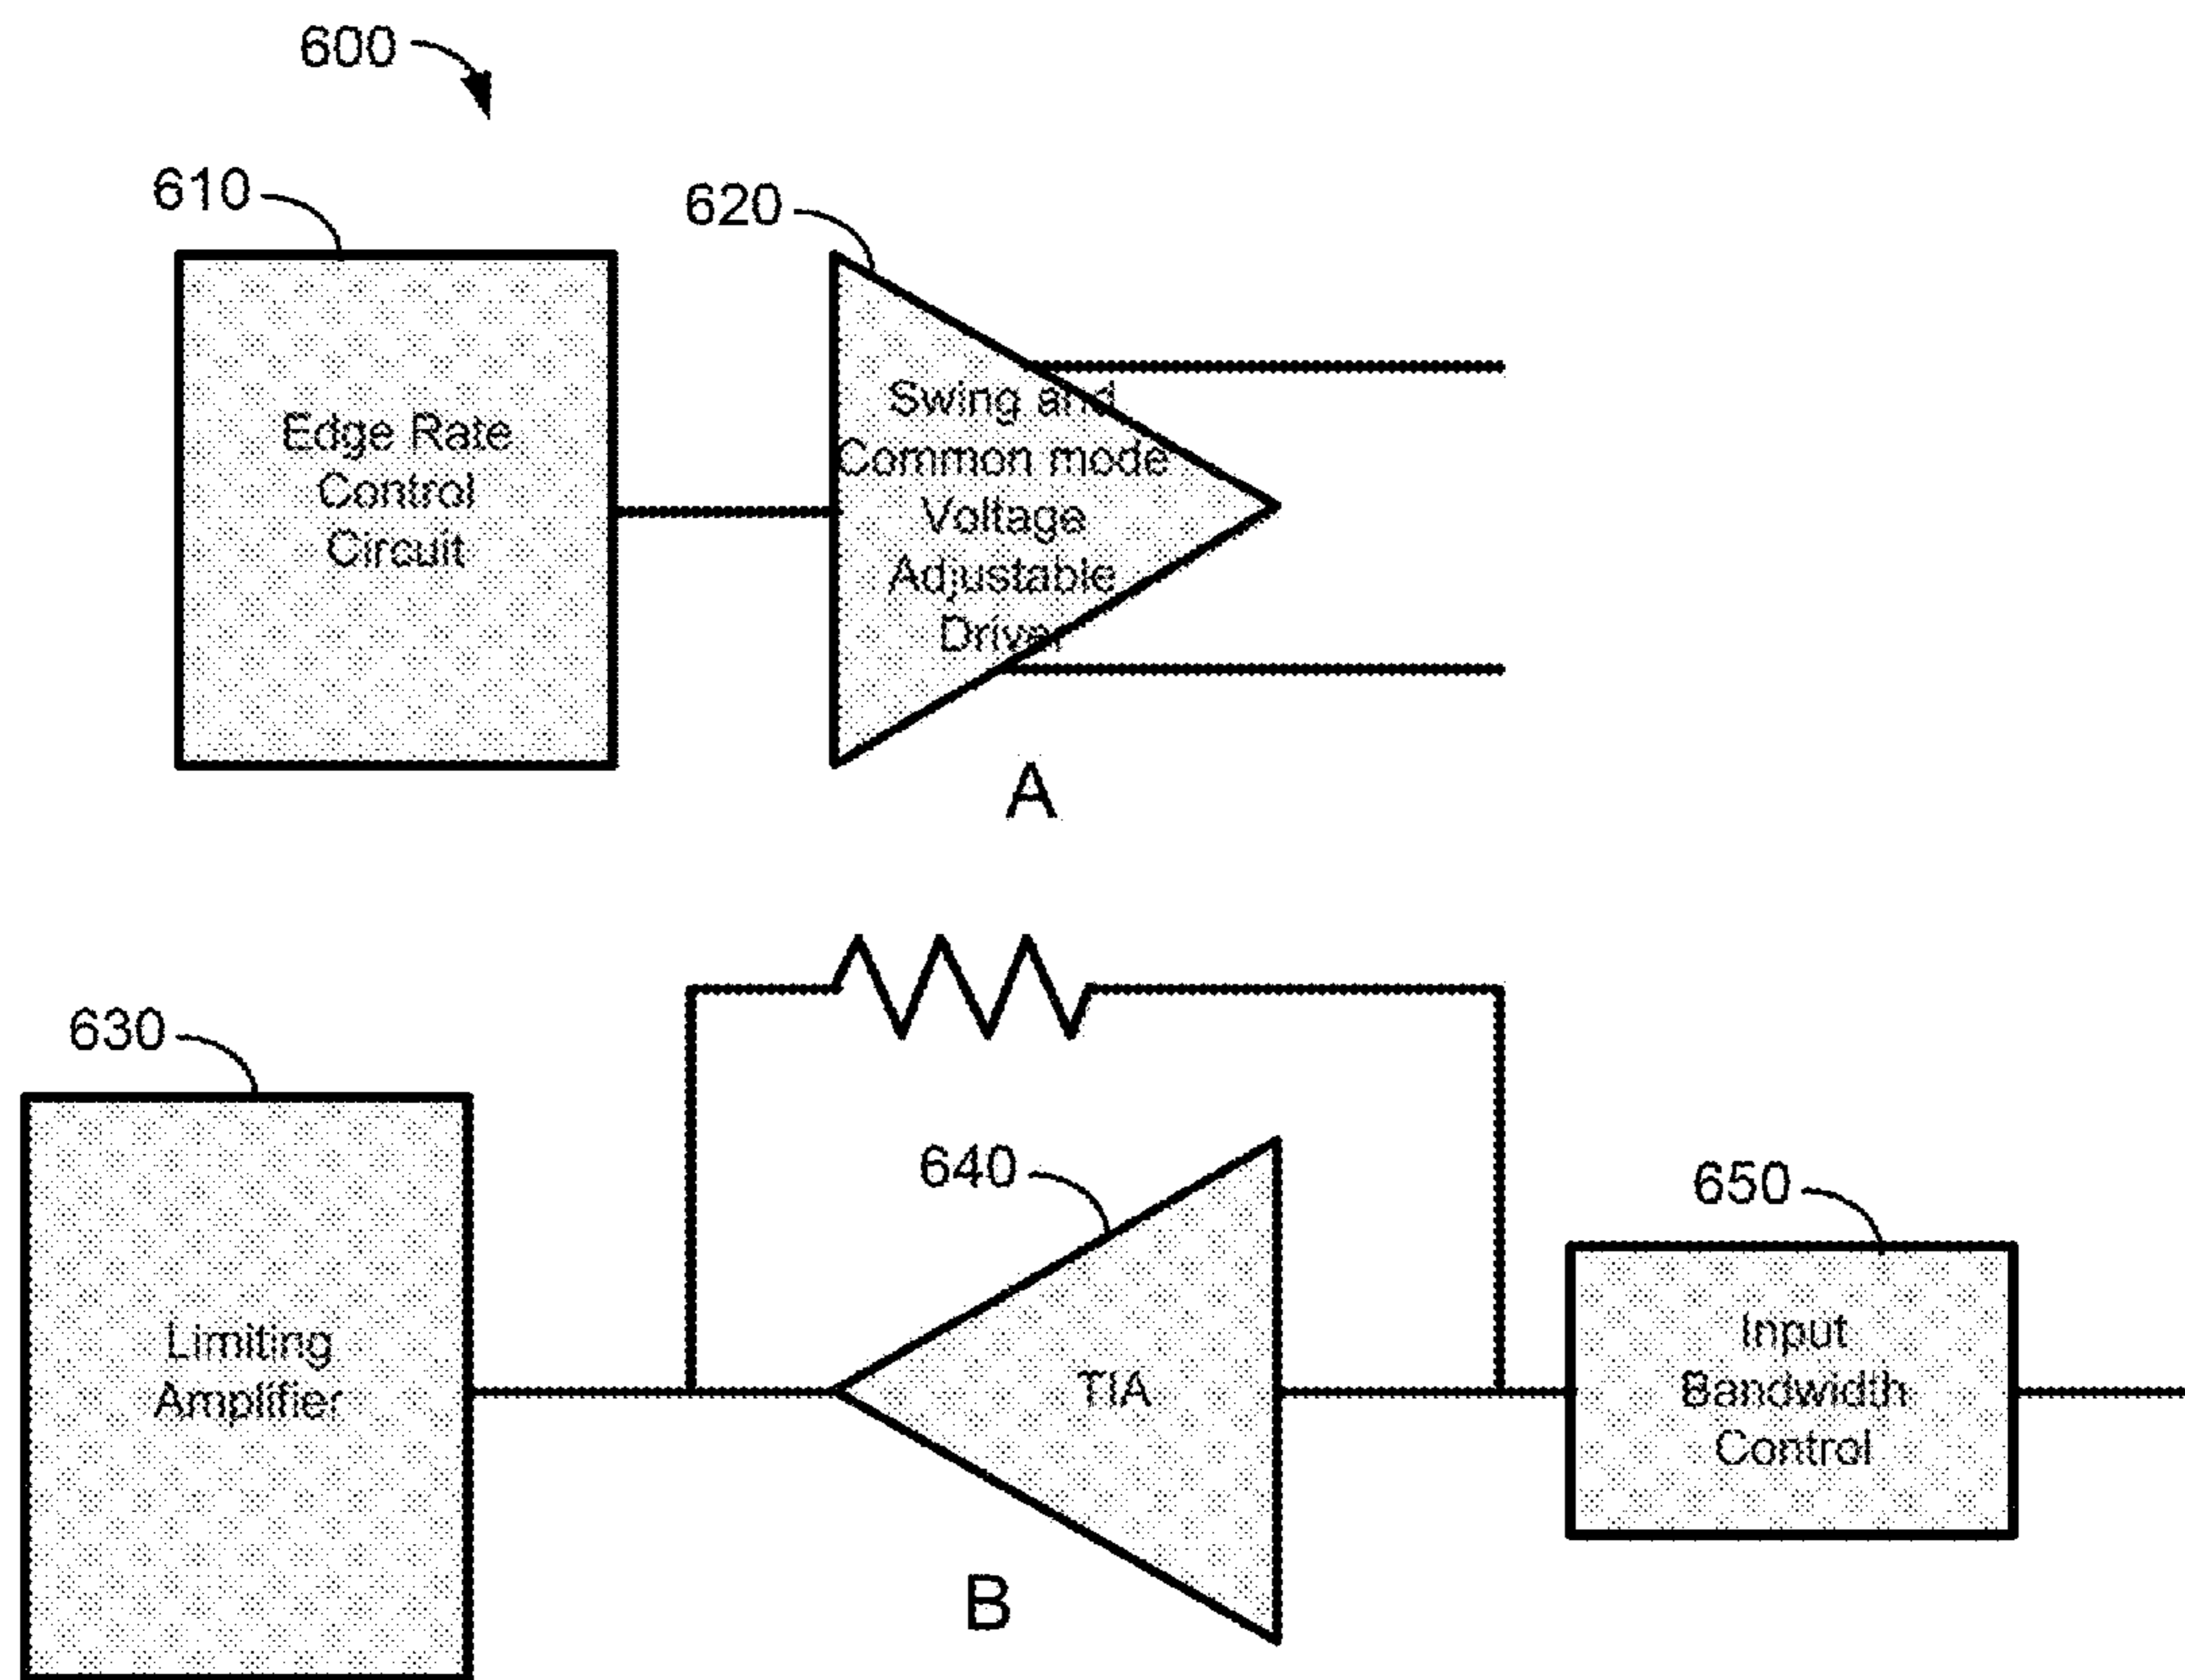 600
610
620
Edge Rate
Control
Circuit
Swing and
Common mode
Voltage
Adjustable
Driver
A
630
640
650
Limiting
Amplifier
TIA
Input
Bandwidth
Control
B